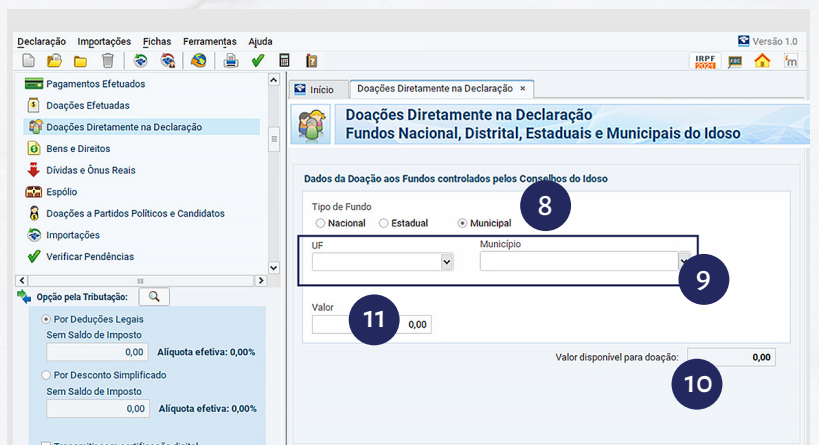 Declaração Importações Fichas Ferramentas Ajuda
Versão 1.0
IRPF
2021
ABC
Pagamentos Efetuados
Doações Efetuadas
Doações Diretamente na Declaração
Bens e Direitos
Dívidas e Ônus Reais
Espólio
Doações a Partidos Políticos e Candidatos
Importações
Verificar Pendências
Opção pela Tributação:
Por Deduções Legais
Sem Saldo de Imposto
0,00 Alíquota efetiva: 0,00%
Por Desconto Simplificado
Sem Saldo de Imposto
0,00 Alíquota efetiva: 0,00%
Início Doações Diretamente na Declaração ×
Doações Diretamente na Declaração
Fundos Nacional, Distrital, Estaduais e Municipais do Idoso
Dados da Doação aos Fundos controlados pelos Conselhos do Idoso
Tipo de Fundo
8
Nacional Estadual Municipal
UF Município
9
Valor
11
0,00
Valor disponível para doação: 0,00
10